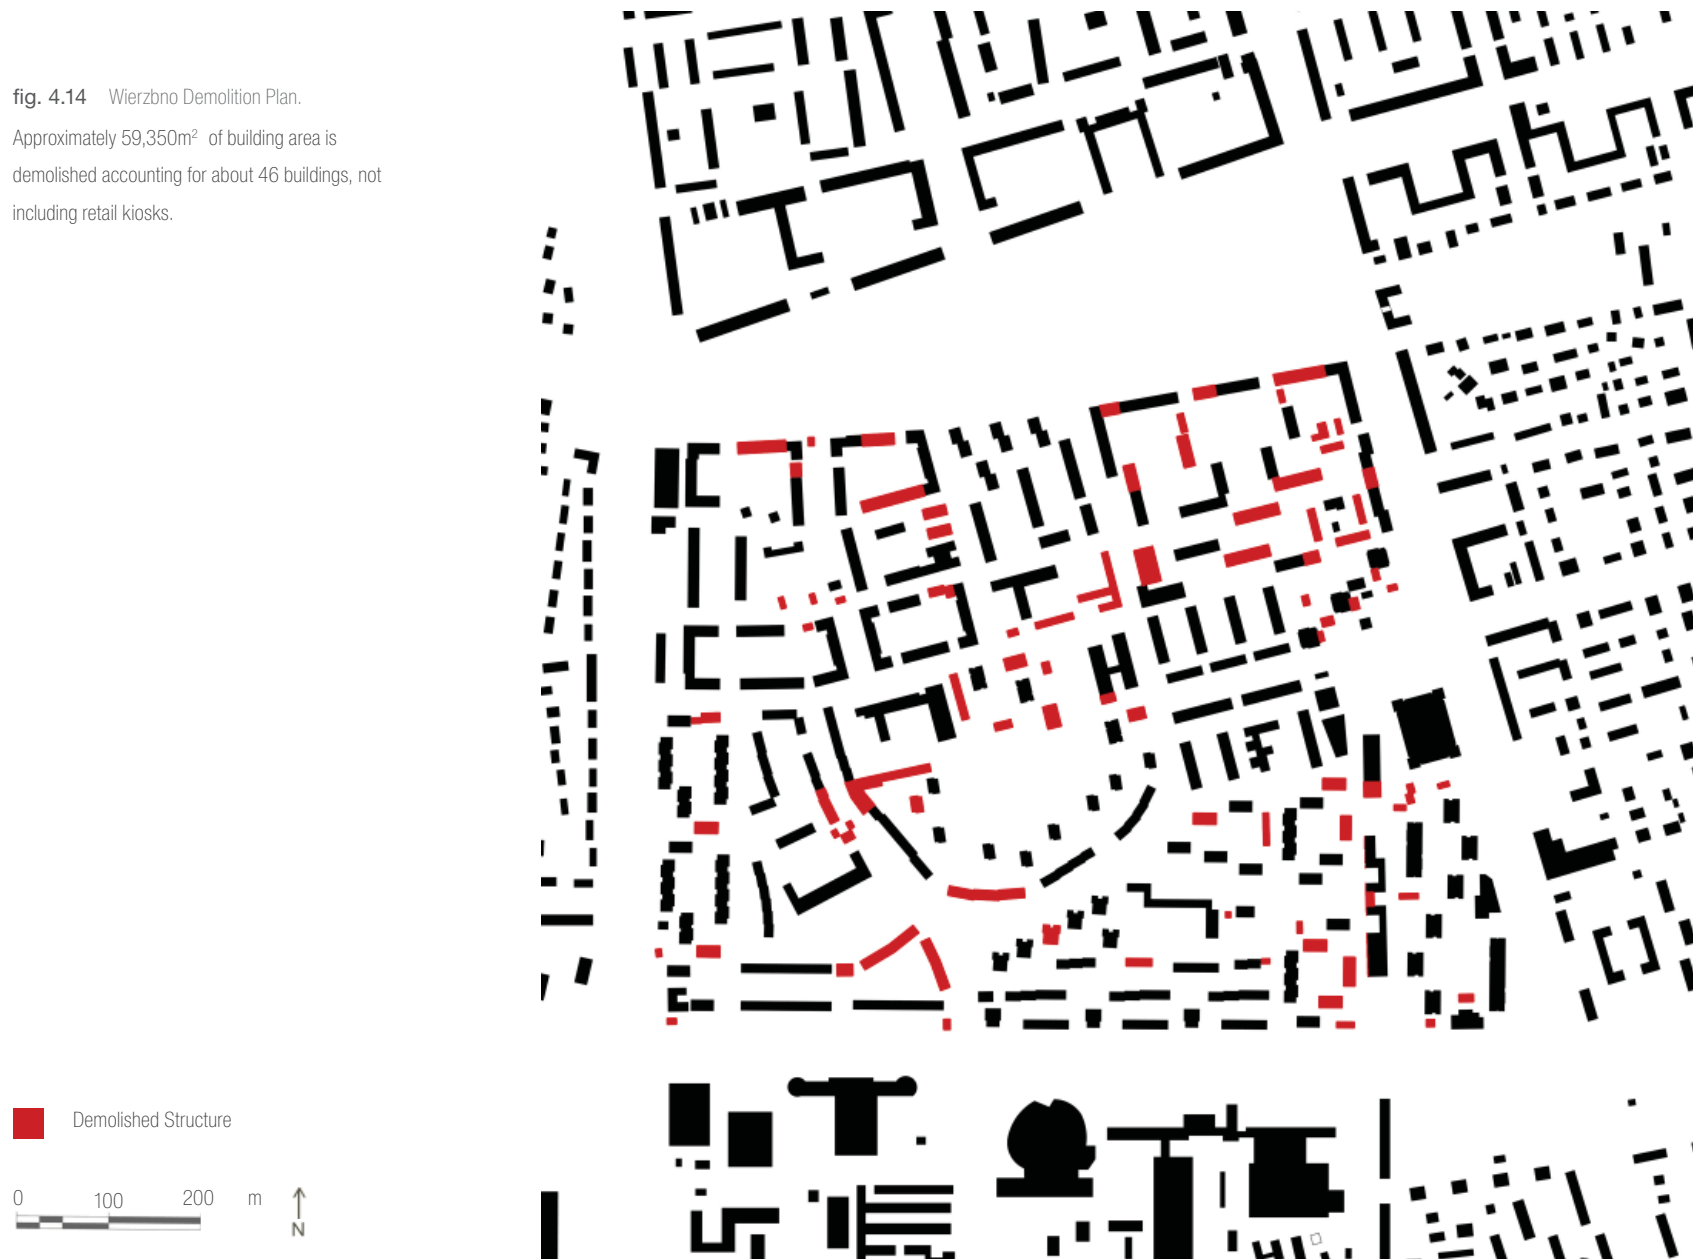 fig. 4.14 Wierzbno Demolition Plan.
Approximately 59,350m² of building area is
demolished accounting for about 46 buildings, not
including retail kiosks.
Demolished Structure
0 100 200 m
N